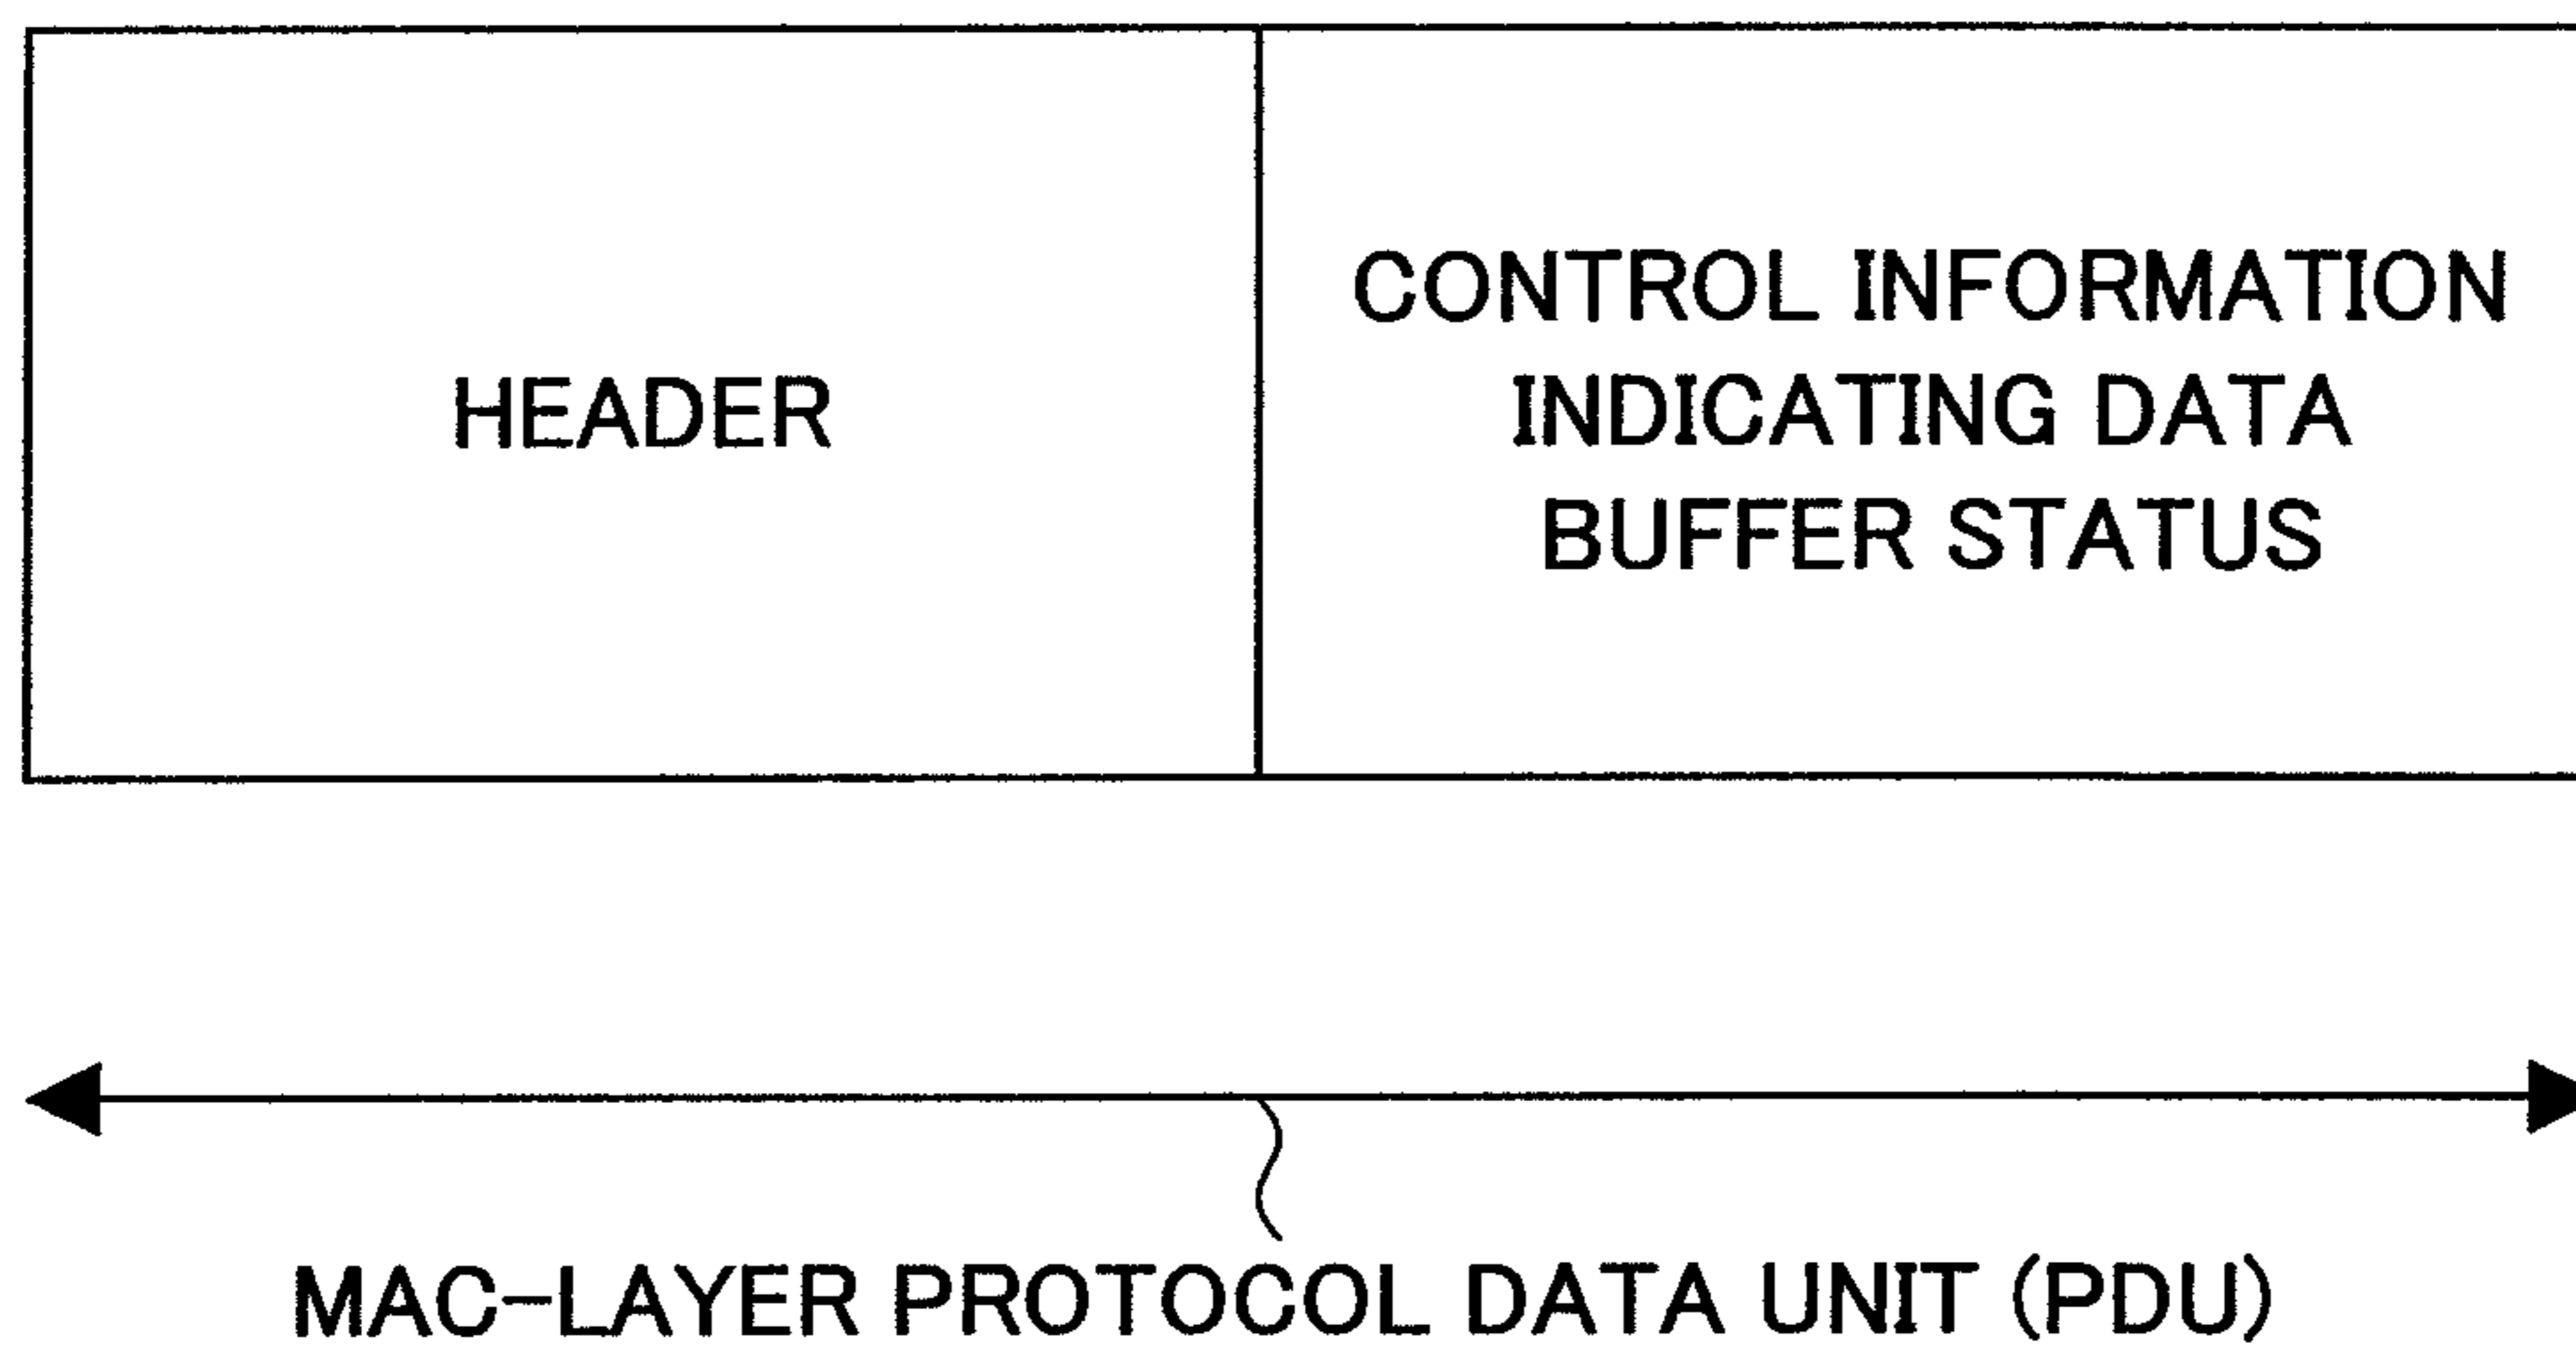 HEADER
CONTROL INFORMATION
INDICATING DATA
BUFFER STATUS
MAC-LAYER PROTOCOL DATA UNIT (PDU)